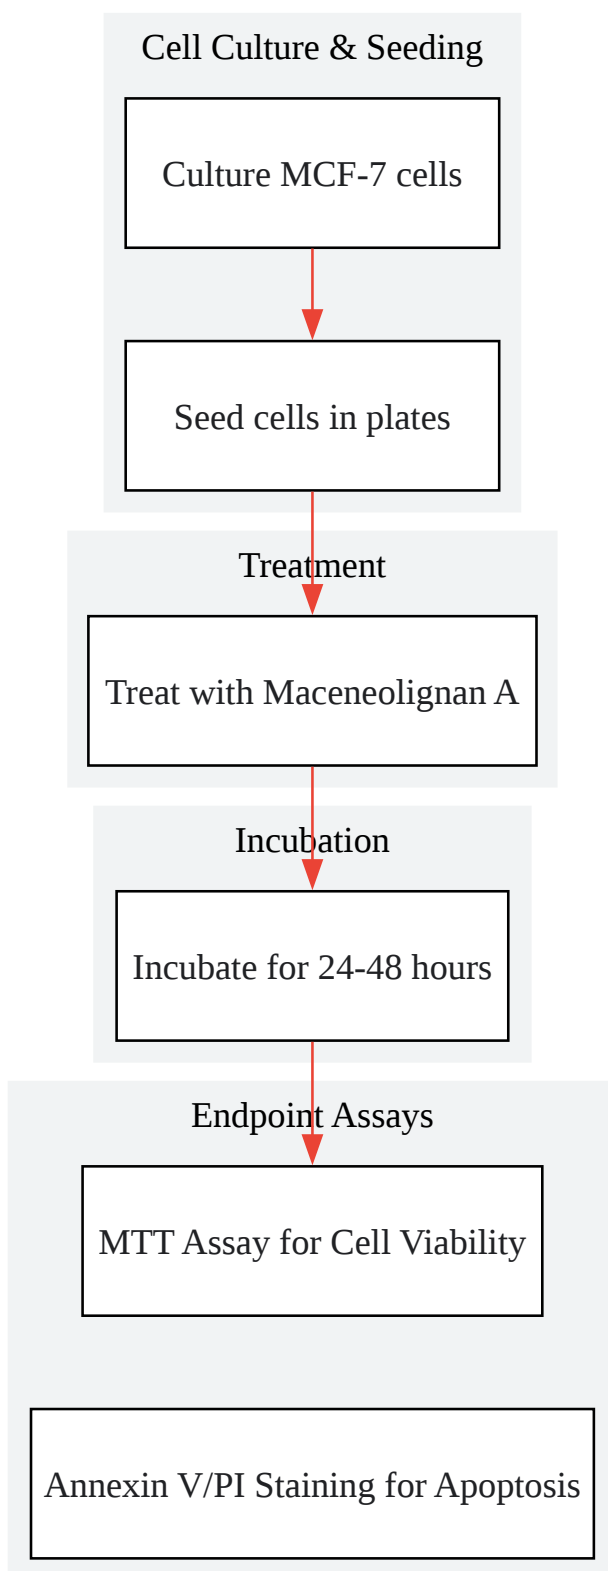 Cell Culture & Seeding
Culture MCF-7 cells
Seed cells in plates
Treatment
Treat with Maceneolignan A
Incubation
Incubate for 24-48 hours
Endpoint Assays
MTT Assay for Cell Viability
Annexin V/PI Staining for Apoptosis